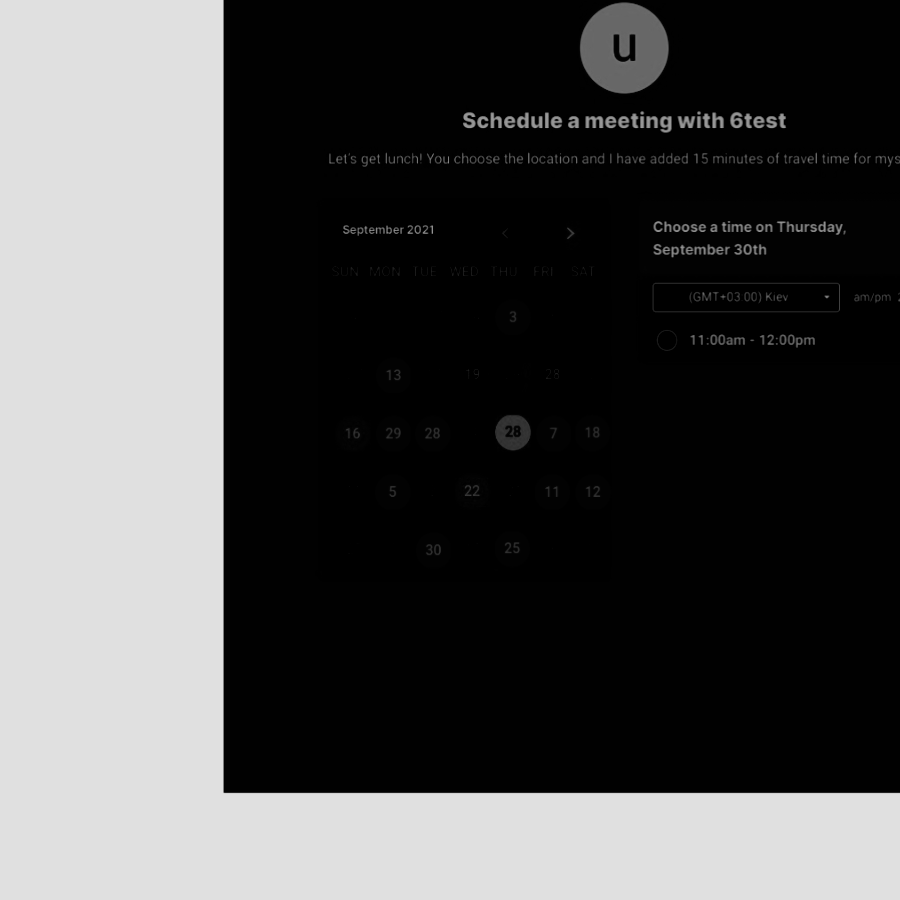 u
Schedule a meeting with 6test
Let's get lunch! You choose the location and I have added 15 minutes of travel time for mys
September 2021
SUN MON TUE WED THU FRI SAT
3
13 19 28
16 29 28 28 7 18
5 22 11 12
30 25
Choose a time on Thursday,
September 30th
(GMT+03:00) Kiev
am/pm
11:00am - 12:00pm